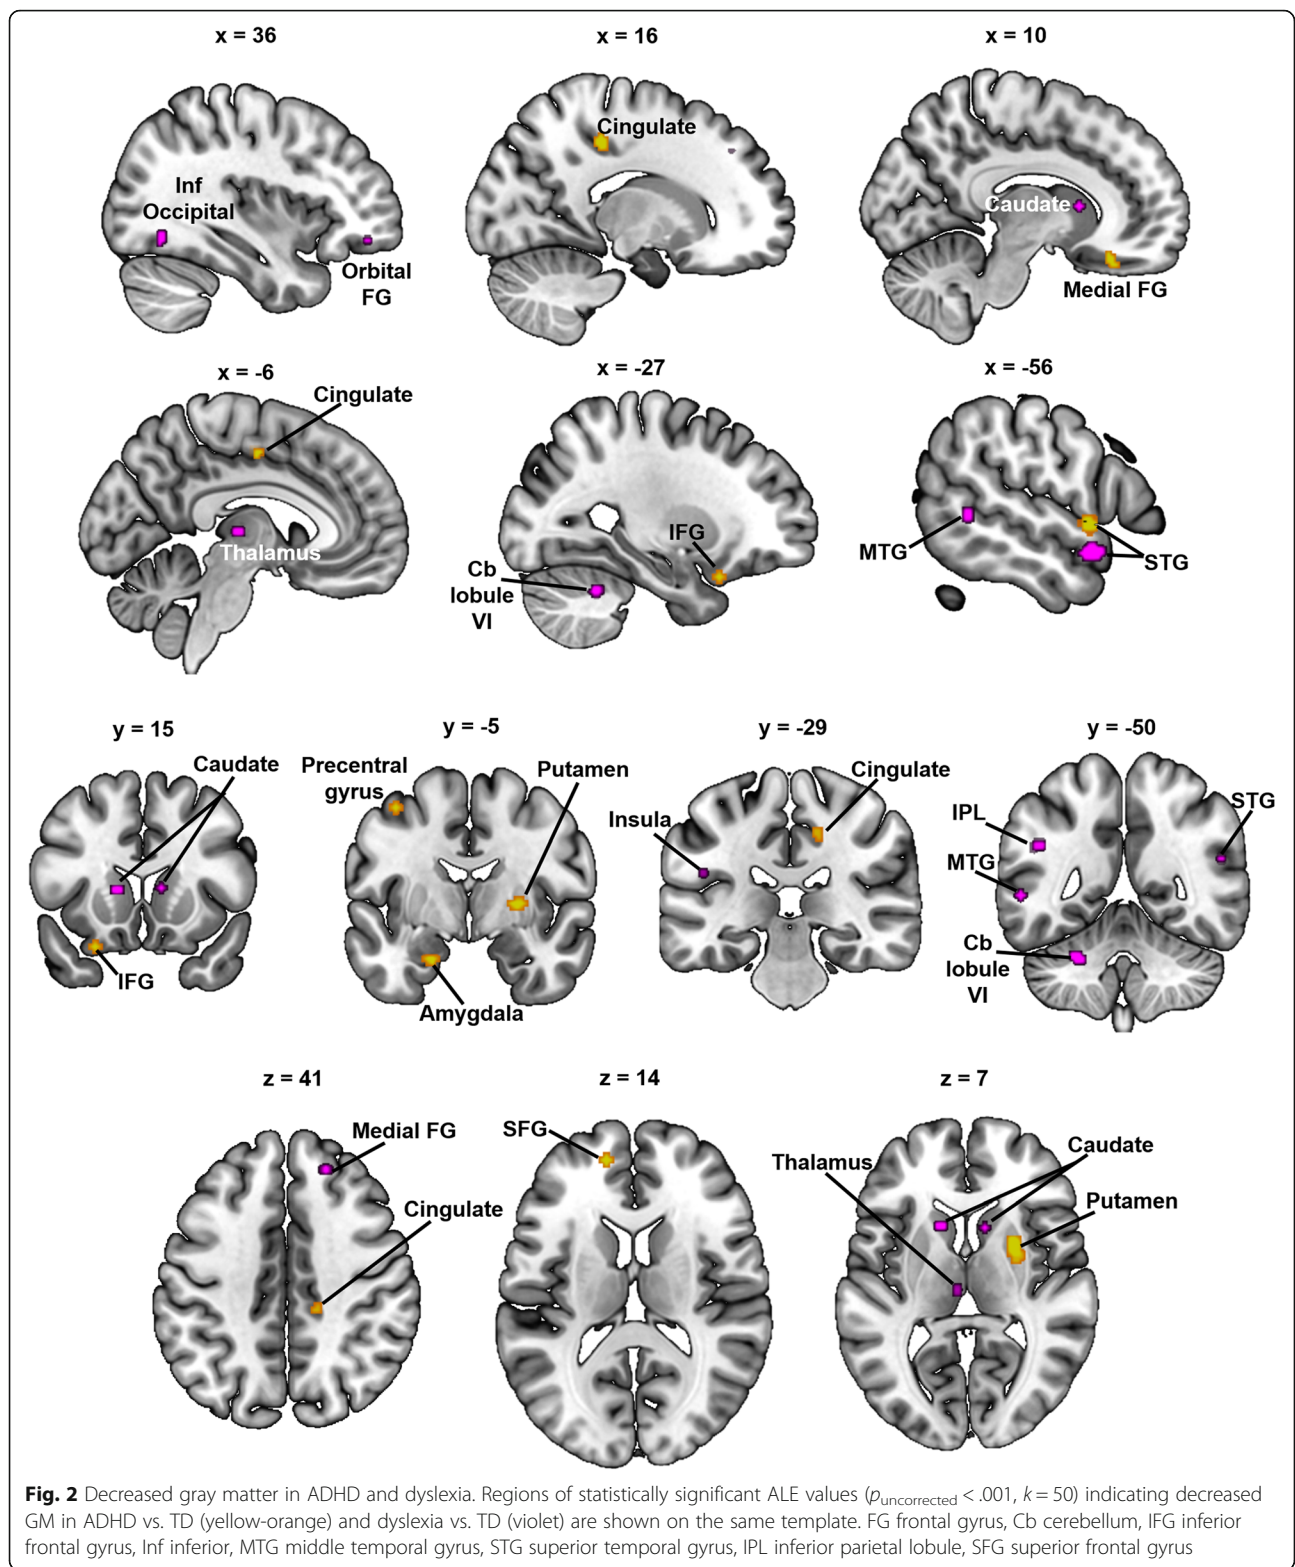 x = 36
x = 16
x = 10
Inf
Occipital
Orbital
FG
Cingulate
Caudate
Medial FG
x = -6
x = -27
x = -56
Cingulate
Thalamus
IFG
Cb
lobule
VI
MTG
STG
y = 15
y = -5
y = -29
y = -50
Caudate
IFG
Precentral
gyrus
Putamen
Amygdala
Insula
Cingulate
IPL
MTG
STG
Cb
lobule
VI
z = 41
z = 14
z = 7
Medial FG
Cingulate
SFG
Thalamus
Caudate
Putamen
Fig. 2 Decreased gray matter in ADHD and dyslexia. Regions of statistically significant ALE values (p uncorrected < .001, k = 50) indicating decreased
GM in ADHD vs. TD (yellow-orange) and dyslexia vs. TD (violet) are shown on the same template. FG frontal gyrus, Cb cerebellum, IFG inferior
frontal gyrus, Inf inferior, MTG middle temporal gyrus, STG superior temporal gyrus, IPL inferior parietal lobule, SFG superior frontal gyrus